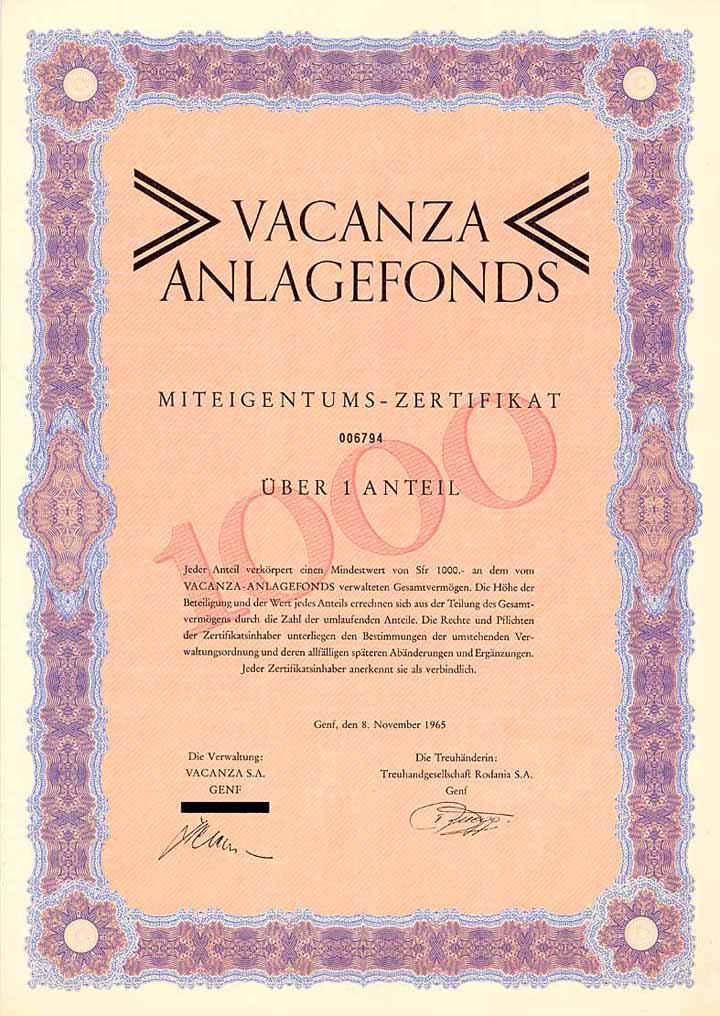 VACANZA
ANLAGEFONDS
MITEIGENTUMS-ZERTIFIKAT
006794
1000
ÜBER 1 ANTEIL
Jeder Anteil verkörpert einen Mindestwert von Sfr 1000.- an dem vom
VACANZA-ANLAGEFONDS verwalteten Gesamtvermögen. Die Höhe der
Beteiligung und der Wert jedes Anteils errechnen sich aus der Teilung des Gesamt-
vermögens durch die Zahl der umlaufenden Anteile. Die Rechte und Pflichten
der Zertifikatsinhaber unterliegen den Bestimmungen der umstehenden Ver-
waltungsordnung und deren allfälligen späteren Abänderungen und Ergänzungen.
Jeder Zertifikatsinhaber anerkennt sie als verbindlich.
Genf, den 8. November 1965
Die Verwaltung:
VACANZA S.A.
GENF
Die Treuhänderin:
Treuhandgesellschaft Rodania S.A.
Genf